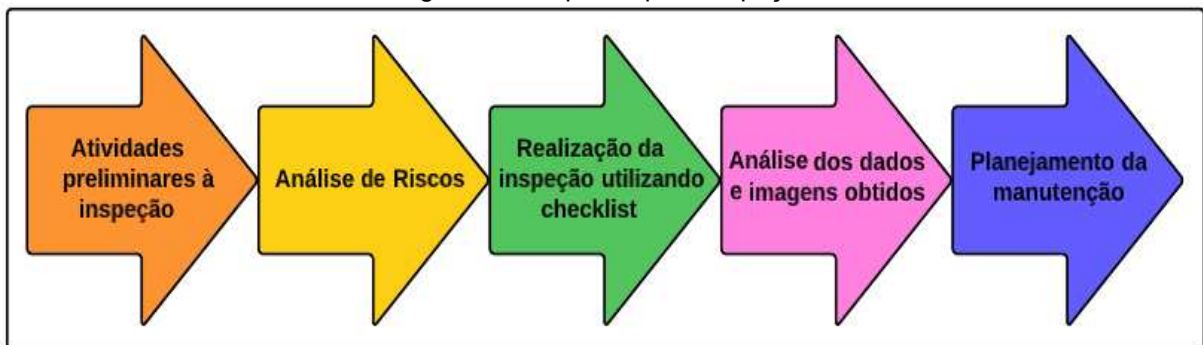 Atividades
preliminares à
inspeção
Análise de Riscos
Realização da
inspeção utilizando
checklist
Análise dos dados
e imagens obtidos
Planejamento da
manutenção